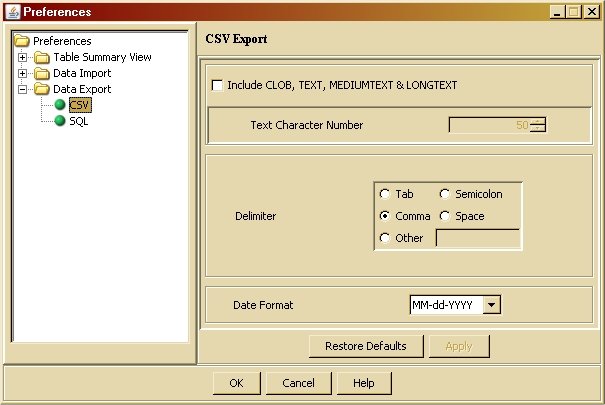 Preferences
Preferences
Table Summary View
Data Import
Data Export
CSV
SQL
CSV Export
Include CLOB, TEXT, MEDIUMTEXT & LONGTEXT
Text Character Number 50
Delimiter
Tab Semicolon
Comma Space
Other
Date Format MM-dd-YYYY
Restore Defaults Apply
OK Cancel Help